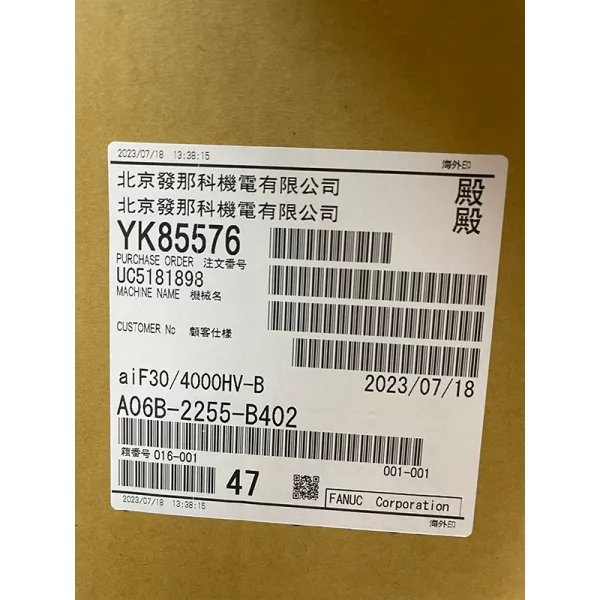 2023/07/18 13:38:15 海外印
北京發那科機電有限公司 殿
北京發那科機電有限公司 殿
YK85576
PURCHASE ORDER 注文番号
UC5181898
MACHINE NAME 機械名
CUSTOMER No 顧客仕様
aiF30/4000HV-B 2023/07/18
A06B-2255-B402
箱番号 016-001 001-001
47 FANUC Corporation
2023/07/18 13:38:15 海外印